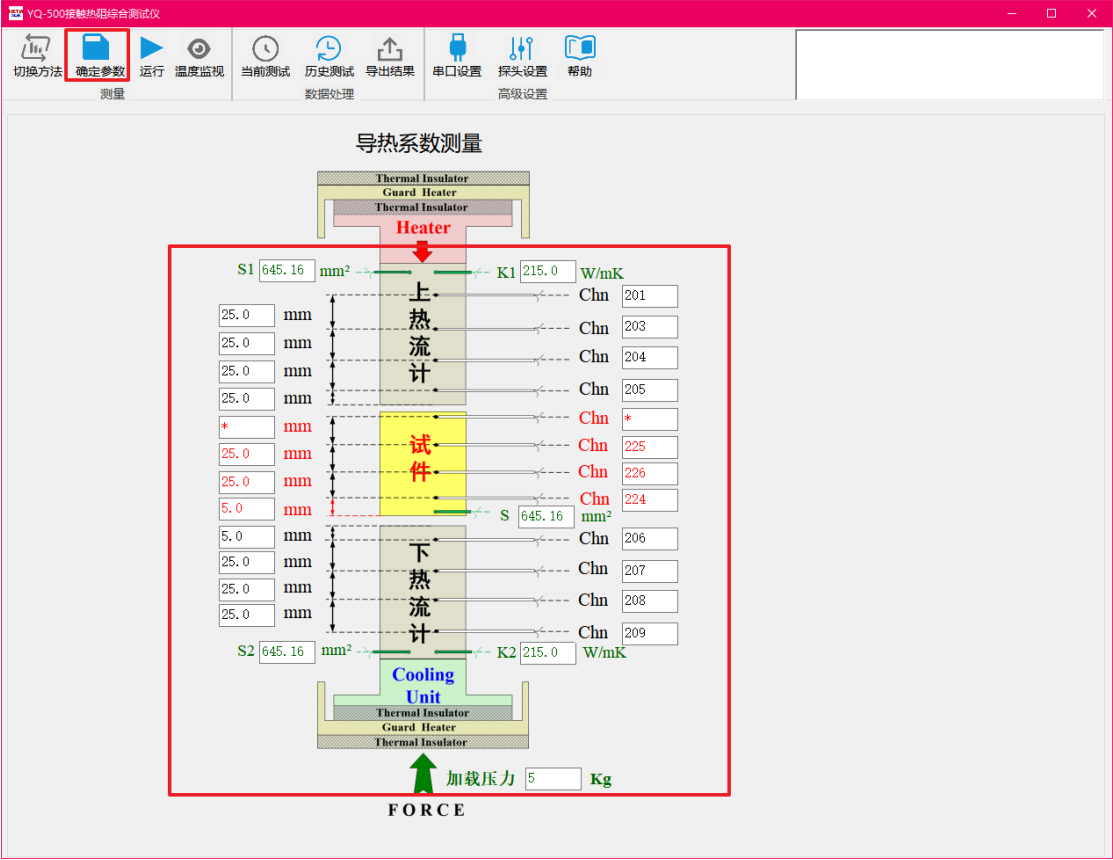 YQ-500接触热阻综合测试仪
切换方法 确定参数 运行 温度监视 当前测试 历史测试 导出结果 串口设置 探头设置 帮助
测量 数据处理 高级设置
导热系数测量
Thermal Insulator
Guard Heater
Thermal Insulator
Heater
S1 645.16 mm² K1 215.0 W/mK
上热流计
Chn 201
25.0 mm Chn 203
25.0 mm Chn 204
25.0 mm Chn 205
25.0 mm
* mm Chn *
试件
25.0 mm Chn 225
25.0 mm Chn 226
5.0 mm Chn 224
S 645.16 mm²
5.0 mm Chn 206
下热流计
25.0 mm Chn 207
25.0 mm Chn 208
25.0 mm Chn 209
S2 645.16 mm² K2 215.0 W/mK
Cooling
Unit
Thermal Insulator
Guard Heater
Thermal Insulator
加载压力 5 Kg
FORCE